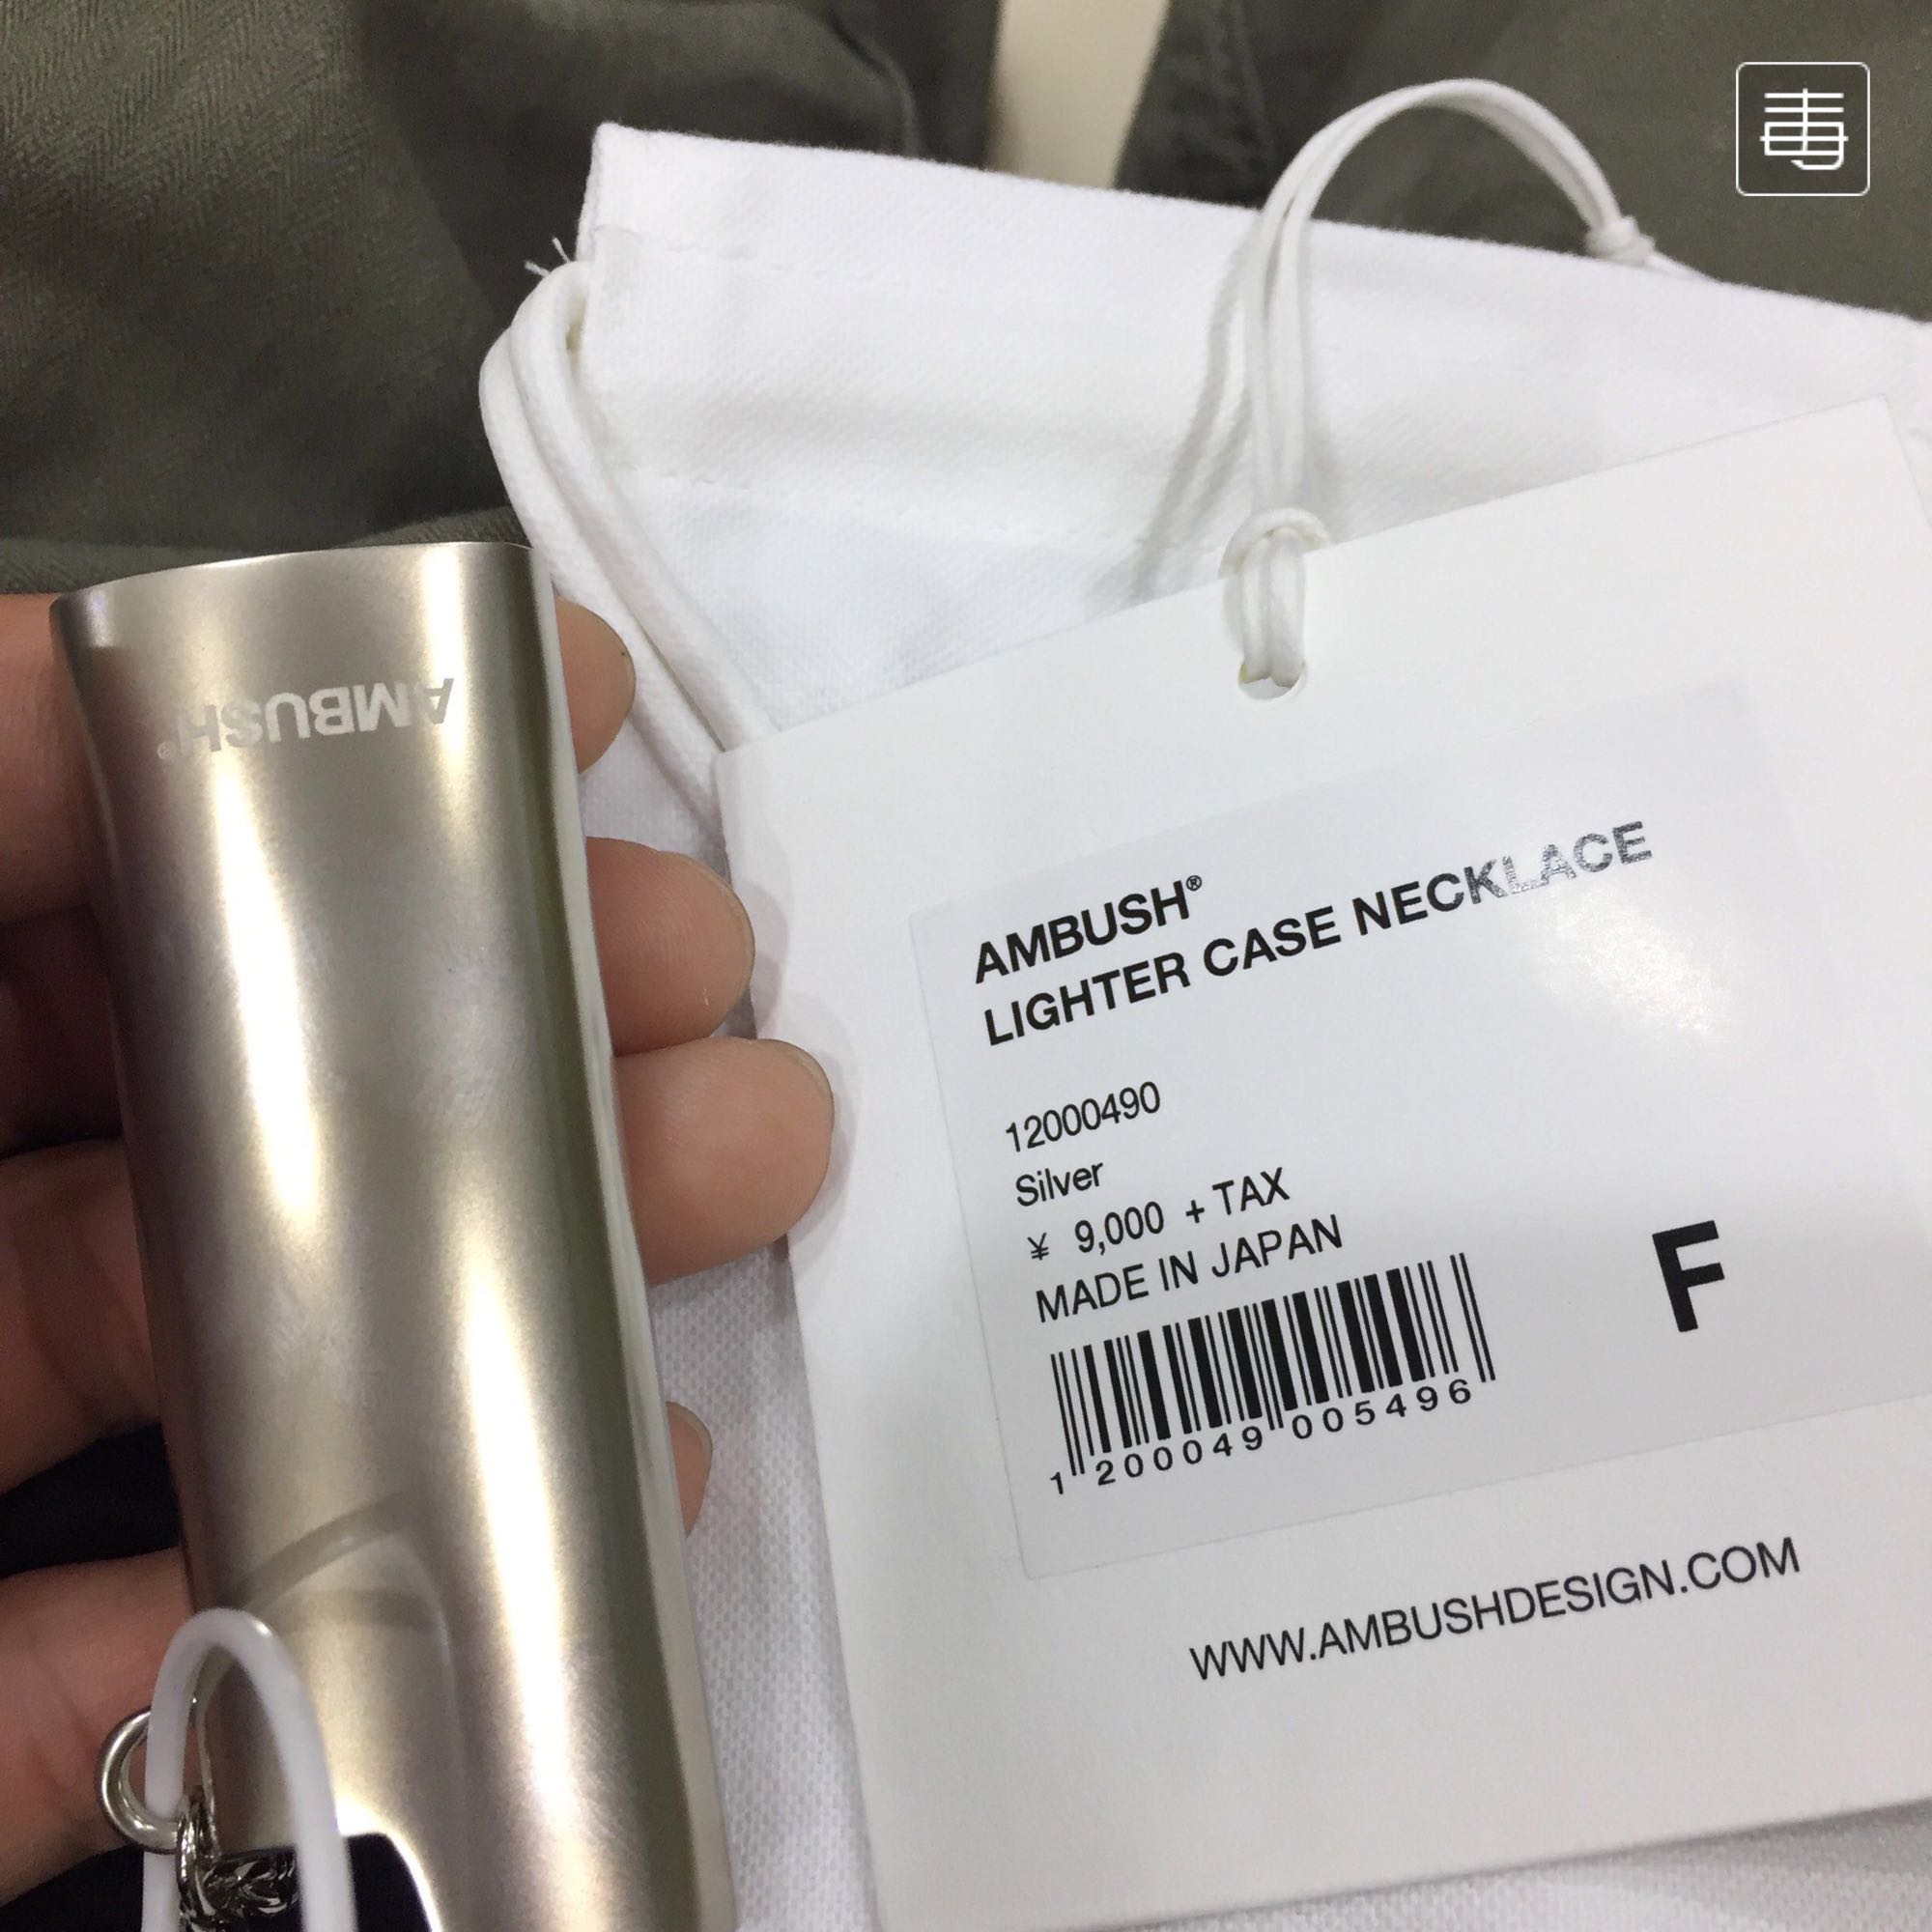 毒
AMBUSH®
AMBUSH®
LIGHTER CASE NECKLACE
12000490
Silver
¥ 9,000 + TAX
MADE IN JAPAN
F
1 200049 005496
WWW.AMBUSHDESIGN.COM